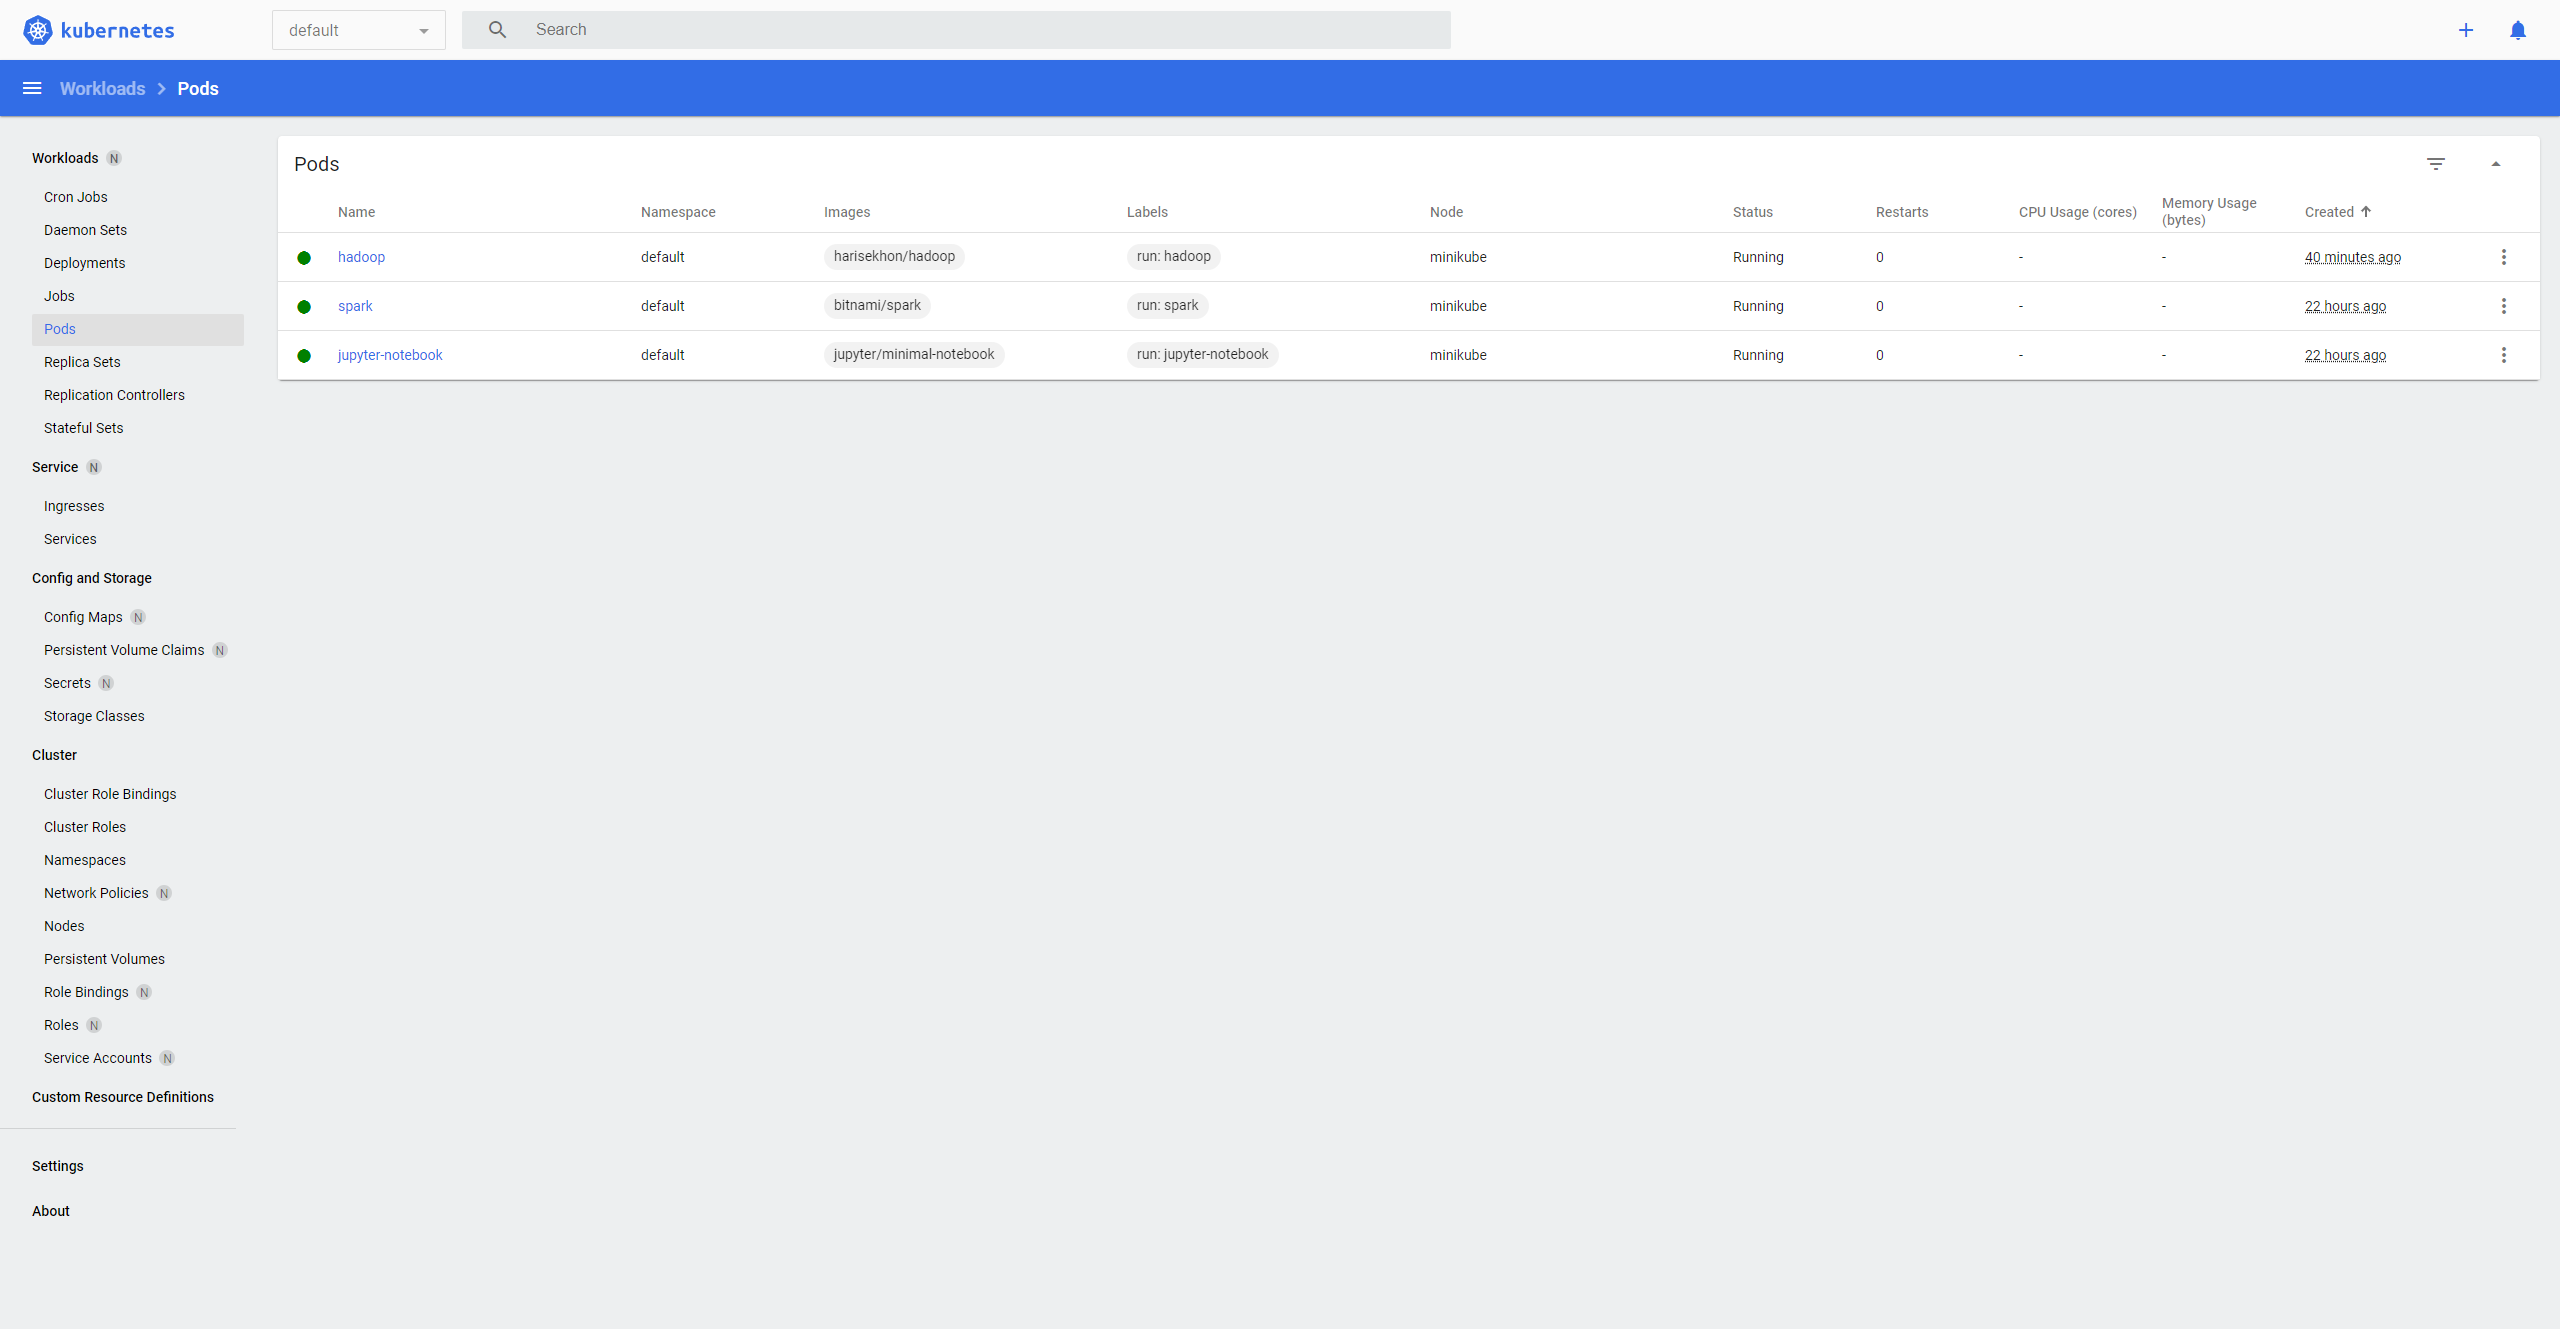 kubernetes default Search
Workloads Pods
Workloads N
Cron Jobs
Daemon Sets
Deployments
Jobs
Pods
Replica Sets
Replication Controllers
Stateful Sets
Service N
Ingresses
Services
Config and Storage
Config Maps N
Persistent Volume Claims N
Secrets N
Storage Classes
Cluster
Cluster Role Bindings
Cluster Roles
Namespaces
Network Policies N
Nodes
Persistent Volumes
Role Bindings N
Roles N
Service Accounts N
Custom Resource Definitions
Settings
About
Pods
Name Namespace Images Labels Node Status Restarts CPU Usage (cores) Memory Usage (bytes) Created
hadoop default harisekhon/hadoop run: hadoop minikube Running 0 - - 40 minutes ago
spark default bitnami/spark run: spark minikube Running 0 - - 22 hours ago
jupyter-notebook default jupyter/minimal-notebook run: jupyter-notebook minikube Running 0 - - 22 hours ago